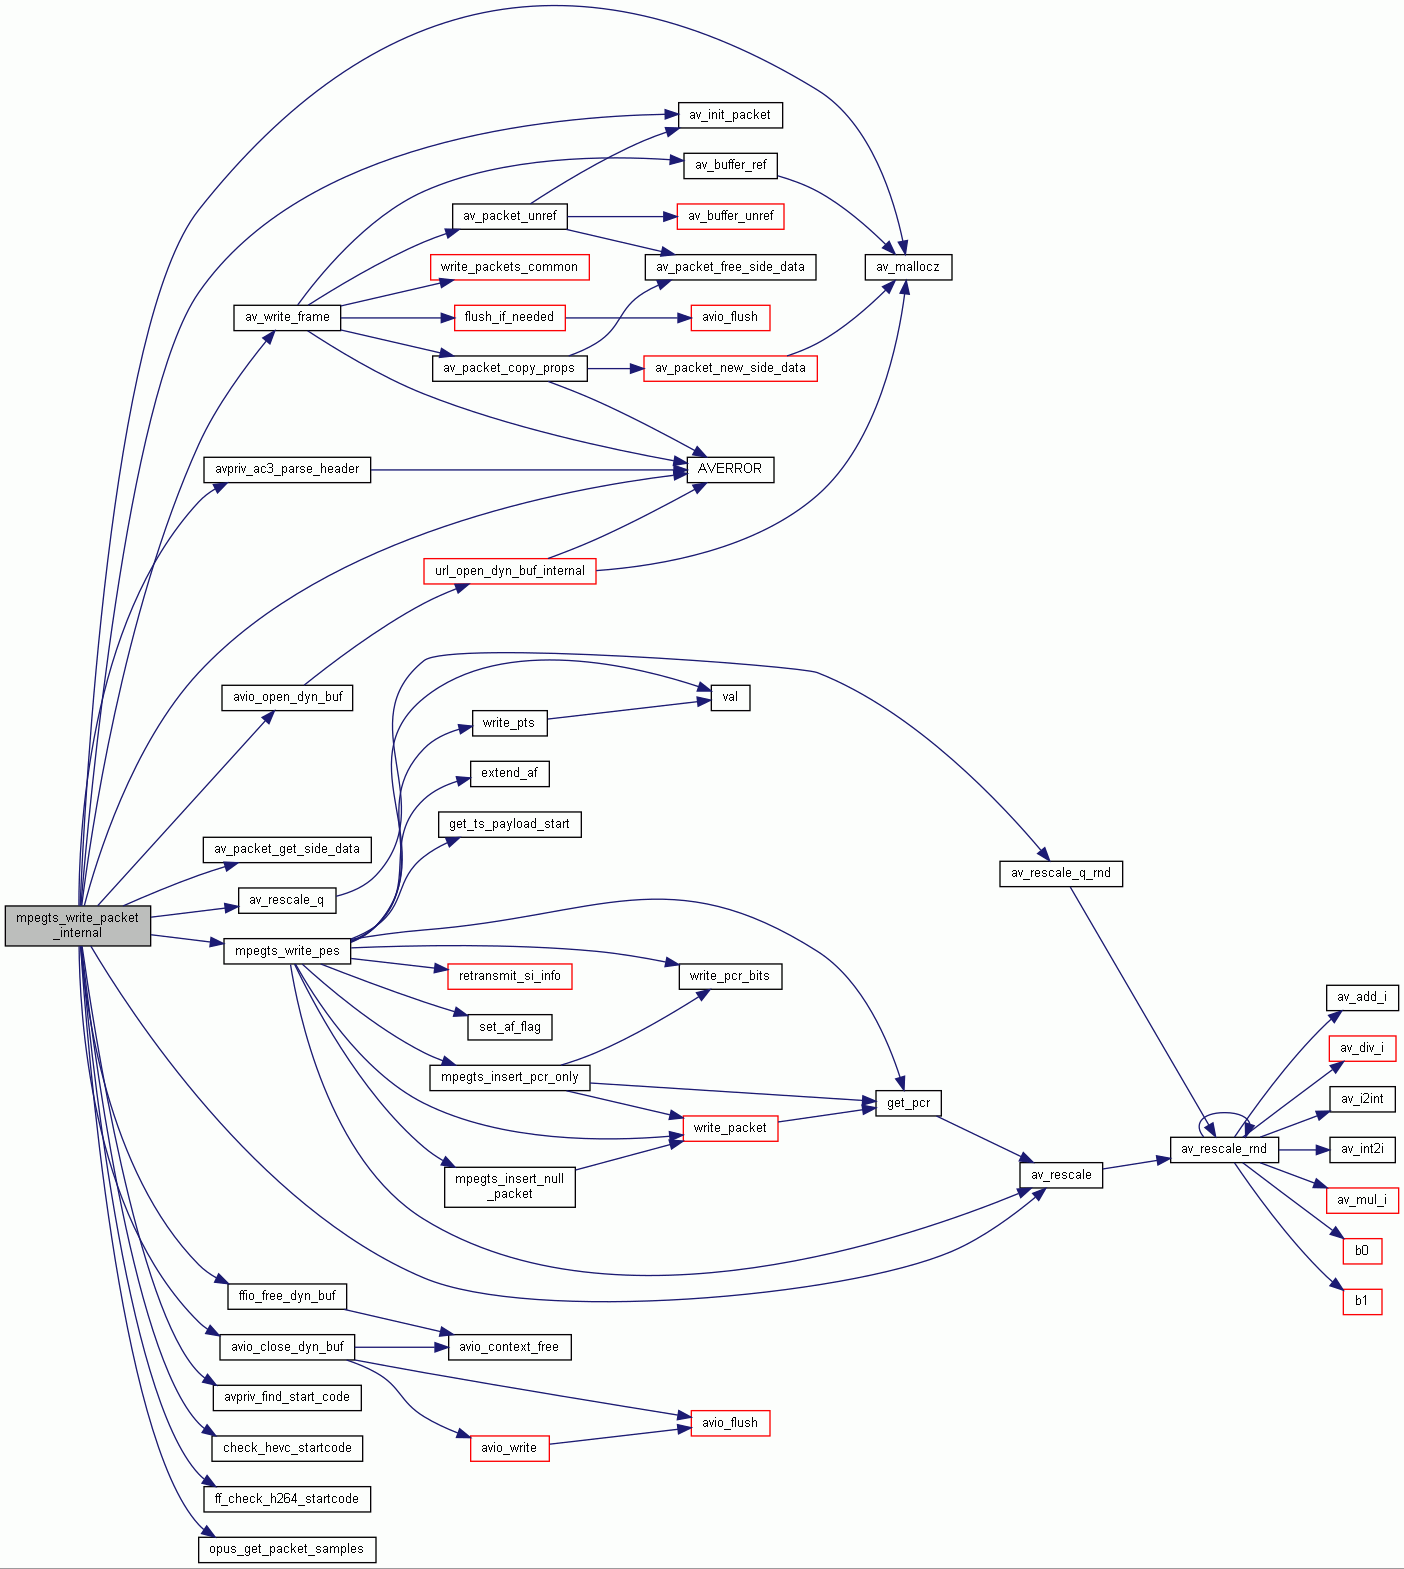 av_init_packet
av_buffer_ref
av_packet_unref
av_buffer_unref
write_packets_common
av_packet_free_side_data
av_mallocz
av_write_frame
flush_if_needed
avio_flush
av_packet_copy_props
av_packet_new_side_data
avpriv_ac3_parse_header
AVERROR
url_open_dyn_buf_internal
avio_open_dyn_buf
val
write_pts
extend_af
get_ts_payload_start
av_packet_get_side_data
av_rescale_q_rnd
av_rescale_q
mpegts_write_packet
_internal
mpegts_write_pes
retransmit_si_info
write_pcr_bits
set_af_flag
av_add_i
av_div_i
mpegts_insert_pcr_only
get_pcr
av_i2int
write_packet
av_rescale_rnd
av_int2i
mpegts_insert_null
_packet
av_rescale
av_mul_i
b0
ffio_free_dyn_buf
b1
avio_close_dyn_buf
avio_context_free
avpriv_find_start_code
avio_flush
check_hevc_startcode
avio_write
ff_check_h264_startcode
opus_get_packet_samples